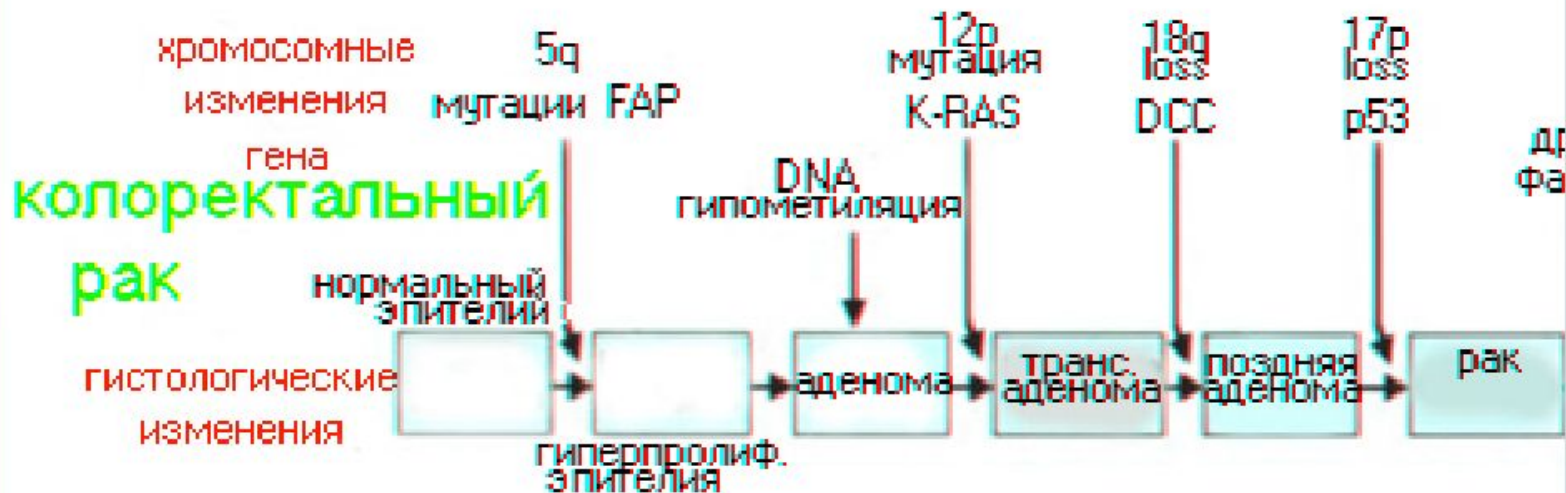 хромосомные
изменения
гена
колоректальный
рак
5q
мутации FAP
12p
мутация
K-RAS
18q
loss
DCC
17p
loss
p53
DNA
гипометиляция
нормальный
эпителий
гистологические
изменения
гиперпролиф.
эпителия
аденома
транс.
аденома
поздняя
аденома
рак